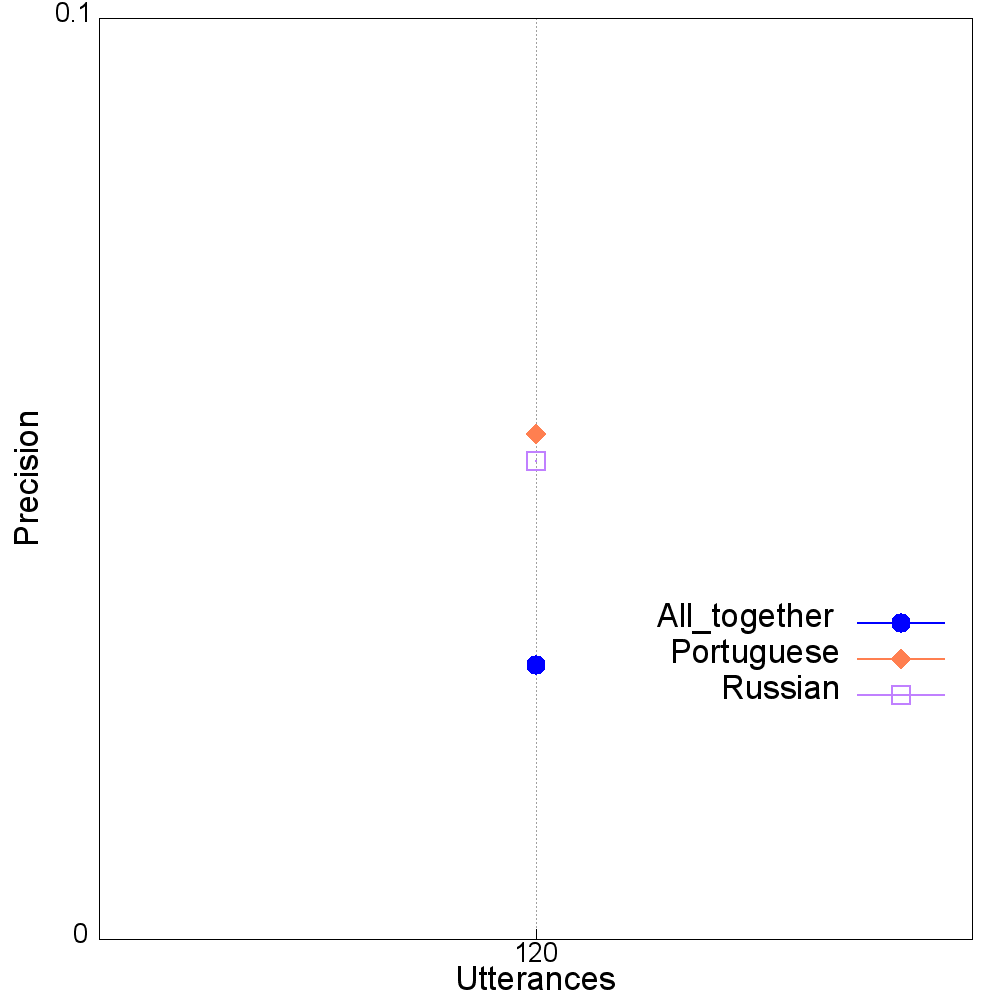 0.1
Precision
All_together
Portuguese
Russian
0
120
Utterances